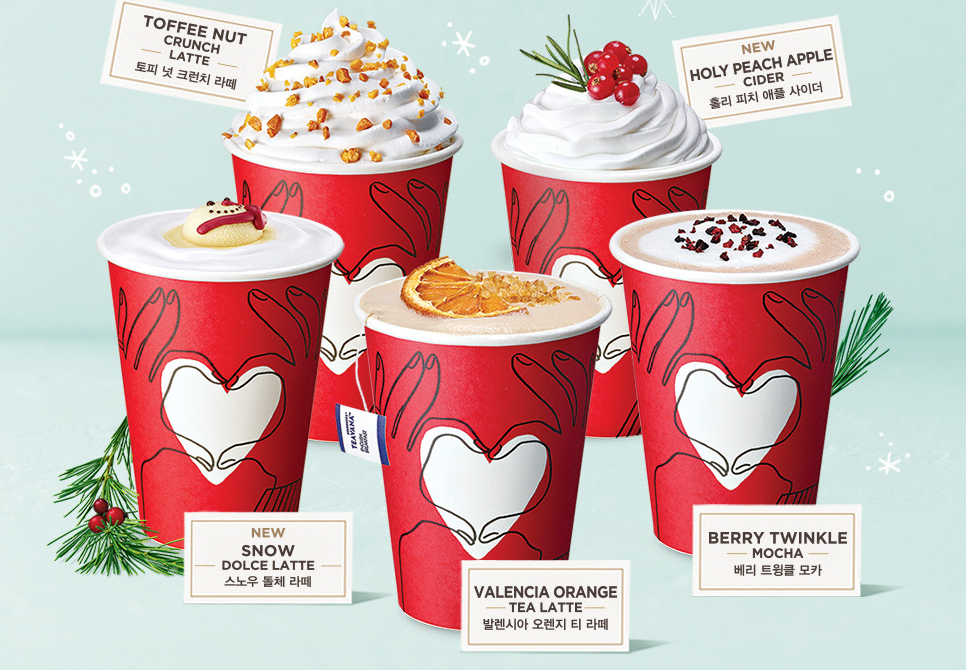 TOFFEE NUT
CRUNCH
LATTE
토피 넛 크런치 라떼
NEW
HOLY PEACH APPLE
CIDER
홀리 피치 애플 사이더
TEAVANA
ENGLISH
BREAKFAST
NEW
SNOW
DOLCE LATTE
스노우 돌체 라떼
VALENCIA ORANGE
TEA LATTE
발렌시아 오렌지 티 라떼
BERRY TWINKLE
MOCHA
베리 트윙클 모카